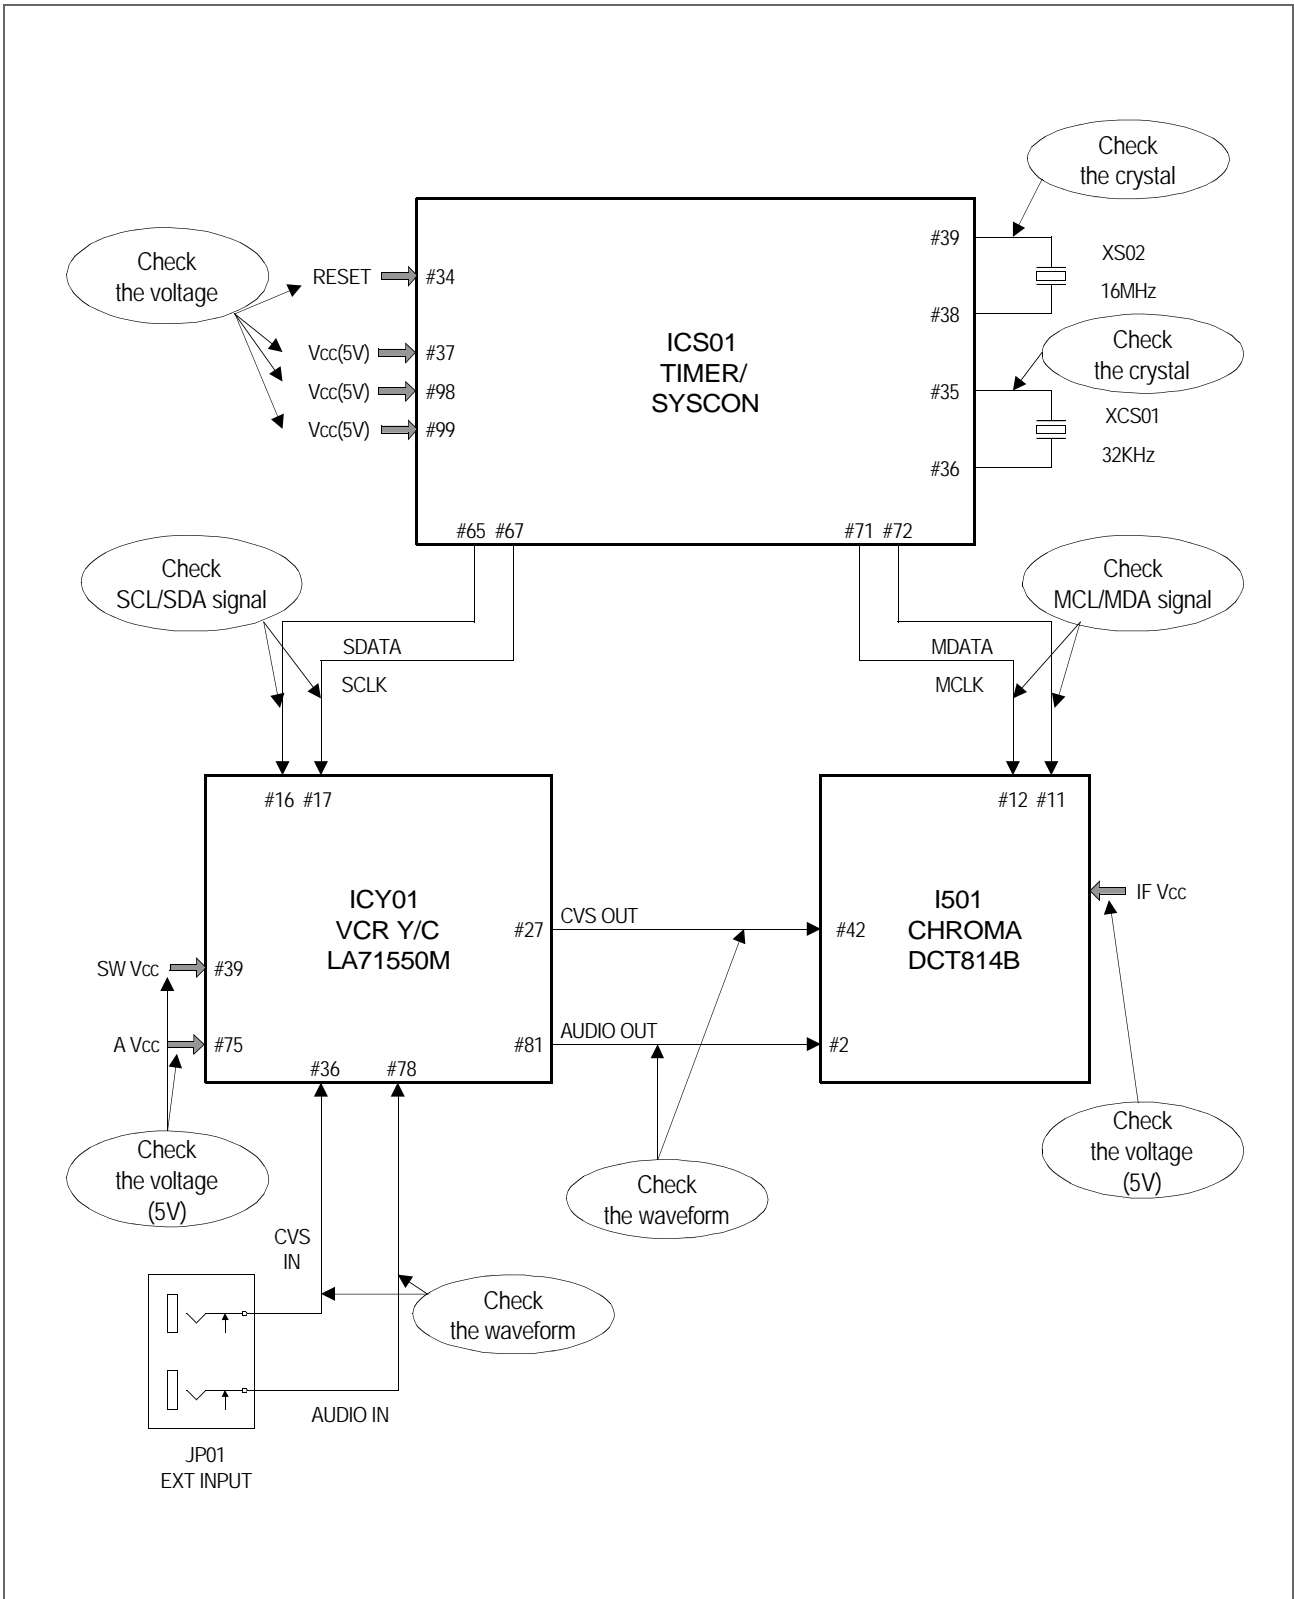 Check
the crystal
#39
XS02
16MHz
#38
Check
the voltage
RESET
#34
Vcc(5V)
#37
Vcc(5V)
#98
Vcc(5V)
#99
ICS01
TIMER/
SYSCON
Check
the crystal
#35
XCS01
32KHz
#36
#65 #67
#71 #72
Check
SCL/SDA signal
SDATA
SCLK
MDATA
MCLK
Check
MCL/MDA signal
#16 #17
#12 #11
ICY01
VCR Y/C
LA71550M
#27
CVS OUT
#42
I501
CHROMA
DCT814B
IF Vcc
SW Vcc
#39
A Vcc
#75
#36
#78
#81
AUDIO OUT
#2
Check
the voltage
(5V)
Check
the waveform
Check
the voltage
(5V)
CVS
IN
Check
the waveform
AUDIO IN
JP01
EXT INPUT